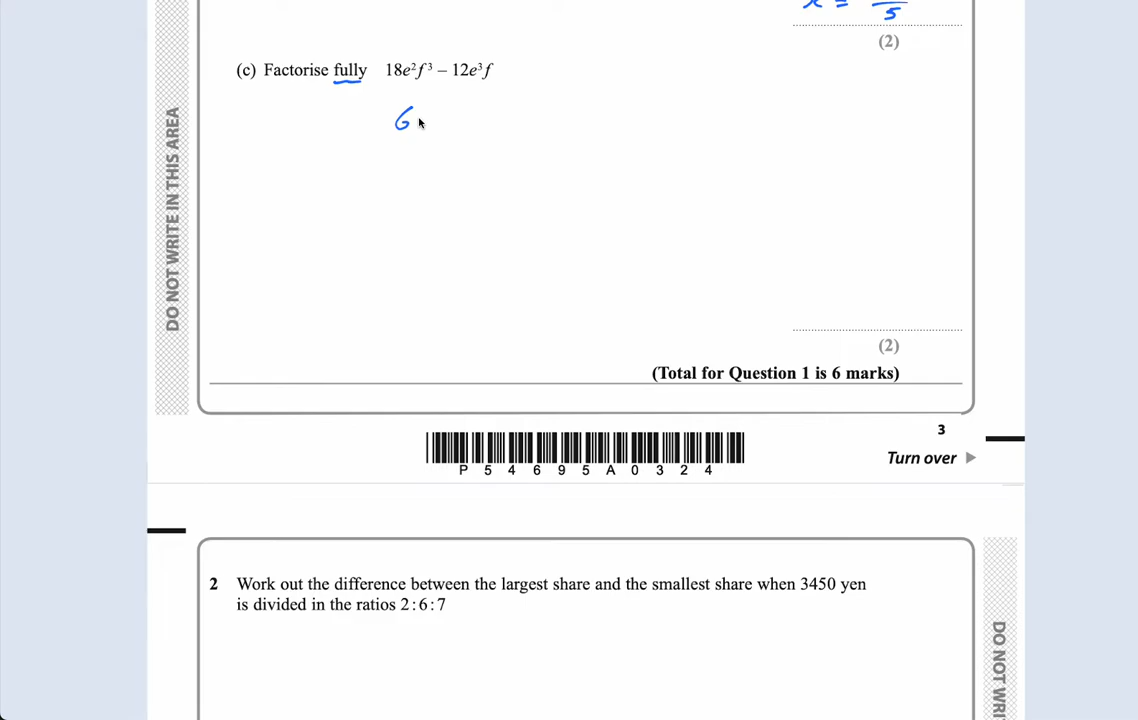 x = 
5
(2)
(c) Factorise fully 18e²f³ – 12e³f
6
(2)
(Total for Question 1 is 6 marks)
DO NOT WRITE IN THIS AREA
3
P 5 4 6 9 5 A 0 3 2 4
Turn over
2 Work out the difference between the largest share and the smallest share when 3450 yen
is divided in the ratios 2 : 6 : 7
DO NOT WRI